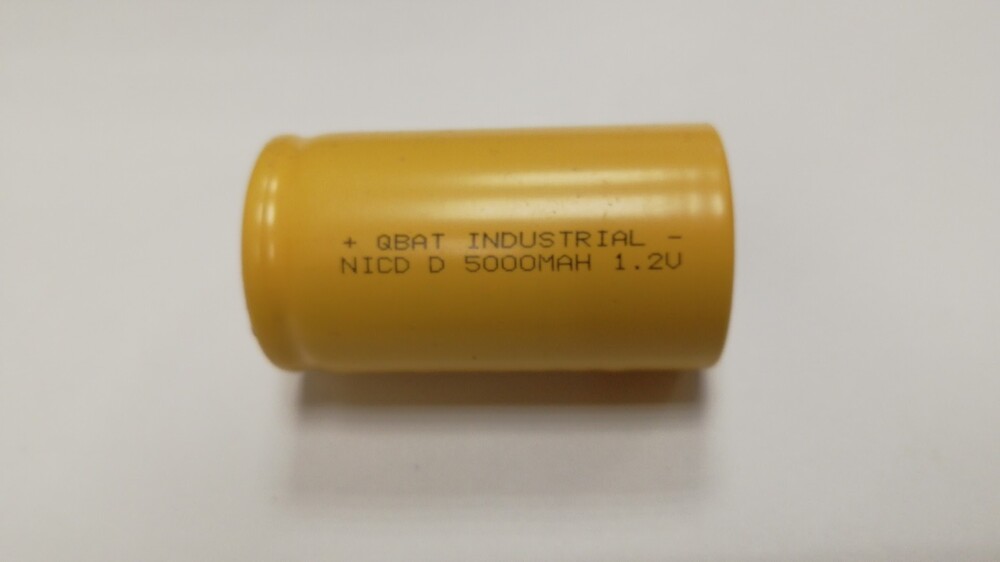 + QBAT INDUSTRIAL -
NICD D 5000MAH 1.2V